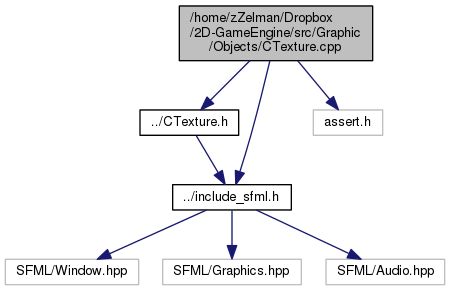 /home/zZelman/Dropbox
/2D-GameEngine/src/Graphic
/Objects/CTexture.cpp
../CTexture.h
assert.h
../include_sfml.h
SFML/Window.hpp
SFML/Graphics.hpp
SFML/Audio.hpp